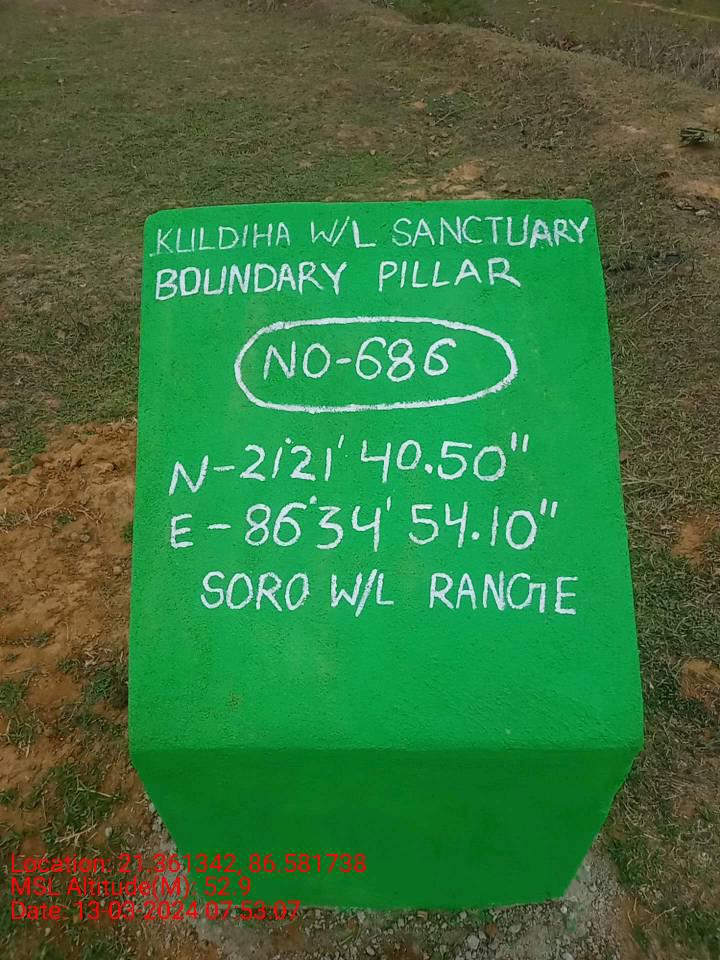 KULDIHA W/L SANCTUARY
BOUNDARY PILLAR
NO-686
N-21°21' 40.50"
E-86°34' 54.10"
SORO W/L RANGE
Location: 21.361342, 86.581738
MSL Altitude(M): 52.9
Date: 13-03-2024 07:53:07